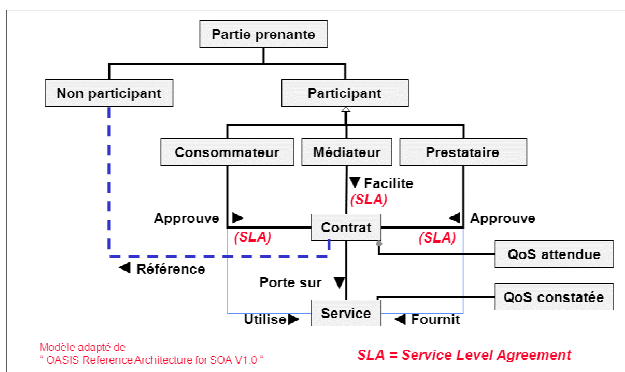 Partie prenante
Non participant
Participant
Consommateur
Médiateur
Prestataire
Facilite
(SLA)
Approuve
Contrat
Approuve
(SLA)
(SLA)
QoS attendue
Référence
Porte sur
QoS constatée
Utilise
Service
Fournit
Modèle adapté de
“ OASIS Reference Architecture for SOA V1.0 “
SLA = Service Level Agreement